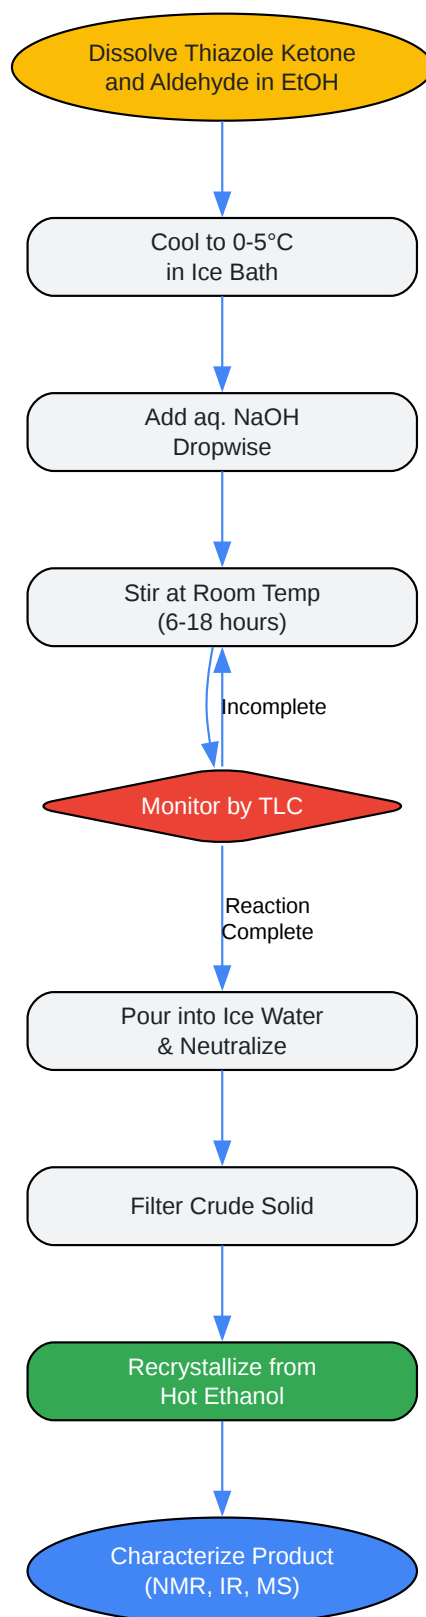 Dissolve Thiazole Ketone
and Aldehyde in EtOH
Cool to 0-5°C
in Ice Bath
Add aq. NaOH
Dropwise
Stir at Room Temp
(6-18 hours)
Incomplete
Monitor by TLC
Reaction
Complete
Pour into Ice Water
& Neutralize
Filter Crude Solid
Recrystallize from
Hot Ethanol
Characterize Product
(NMR, IR, MS)